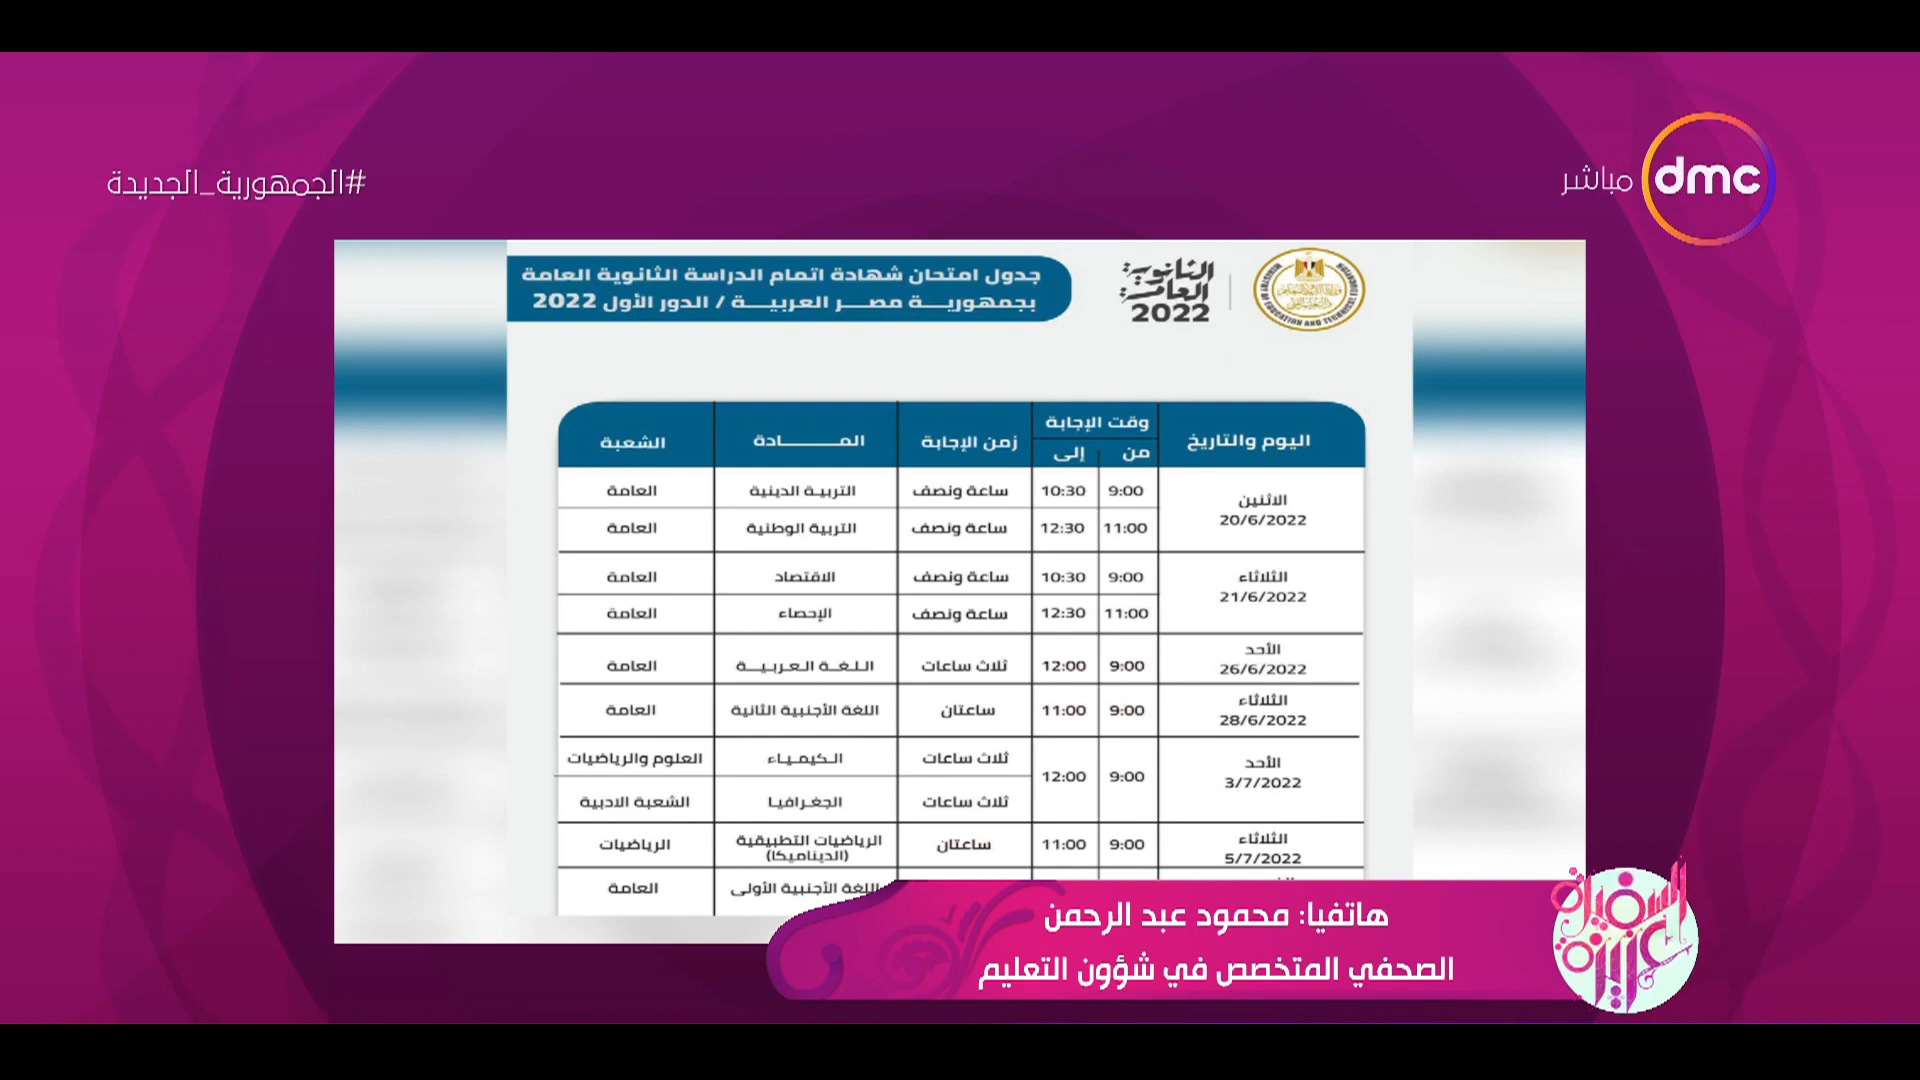 #الجمهورية_الجديدة
مباشر
dmc
جدول امتحان شهادة اتمام الدراسة الثانوية العامة
بجمهورية مصر العربية / الدور الأول 2022
الثانوية
العامة
2022
اليوم والتاريخ وقت الإجابة زمن الإجابة المادة الشعبة
من إلى
الاثنين 20/6/2022 9:00 10:30 ساعة ونصف التربية الدينية العامة
11:00 12:30 ساعة ونصف التربية الوطنية العامة
الثلاثاء 21/6/2022 9:00 10:30 ساعة ونصف الاقتصاد العامة
11:00 12:30 ساعة ونصف الإحصاء العامة
الأحد 26/6/2022 9:00 12:00 ثلاث ساعات اللغة العربية العامة
الثلاثاء 28/6/2022 9:00 11:00 ساعتان اللغة الأجنبية الثانية العامة
الأحد 3/7/2022 9:00 12:00 ثلاث ساعات الكيمياء العلوم والرياضيات
ثلاث ساعات الجغرافيا الشعبة الادبية
الثلاثاء 5/7/2022 9:00 11:00 ساعتان الرياضيات التطبيقية (الديناميكا) الرياضيات
اللغة الأجنبية الأولى العامة
هاتفيا: محمود عبد الرحمن
الصحفي المتخصص في شؤون التعليم
السفيرة
عزيزة